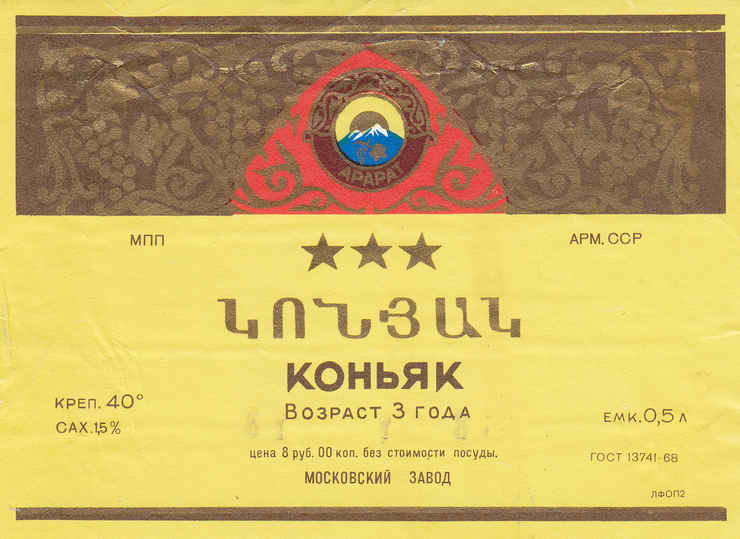 АРАРАТ
МПП
АРМ. ССР
ԿՈՆՅԱԿ
КОНЬЯК
ВОЗРАСТ 3 ГОДА
КРЕП. 40°
САХ. 1,5%
ЕМК. 0,5 Л
цена 8 руб. 00 коп. без стоимости посуды.
ГОСТ 13741-68
МОСКОВСКИЙ ЗАВОД
ЛФОП2